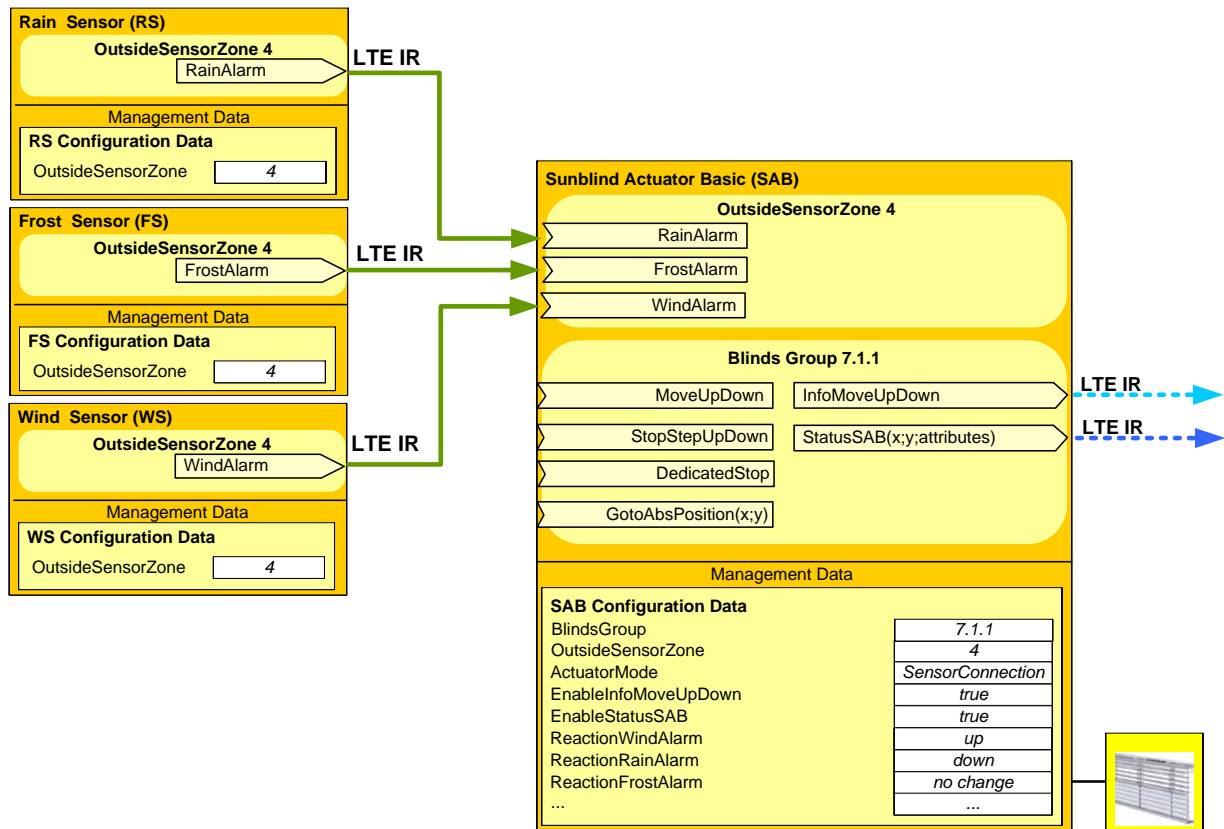 Rain Sensor (RS)
OutsideSensorZone 4
RainAlarm
LTE IR
Management Data
RS Configuration Data
OutsideSensorZone 4
Frost Sensor (FS)
OutsideSensorZone 4
FrostAlarm
LTE IR
Management Data
FS Configuration Data
OutsideSensorZone 4
Wind Sensor (WS)
OutsideSensorZone 4
WindAlarm
LTE IR
Management Data
WS Configuration Data
OutsideSensorZone 4
Sunblind Actuator Basic (SAB)
OutsideSensorZone 4
RainAlarm
FrostAlarm
WindAlarm
Blinds Group 7.1.1
MoveUpDown InfoMoveUpDown LTE IR
StopStepUpDown StatusSAB(x;y;attributes) LTE IR
DedicatedStop
GotoAbsPosition(x;y)
Management Data
SAB Configuration Data
BlindsGroup 7.1.1
OutsideSensorZone 4
ActuatorMode SensorConnection
EnableInfoMoveUpDown true
EnableStatusSAB true
ReactionWindAlarm up
ReactionRainAlarm down
ReactionFrostAlarm no change
... ...